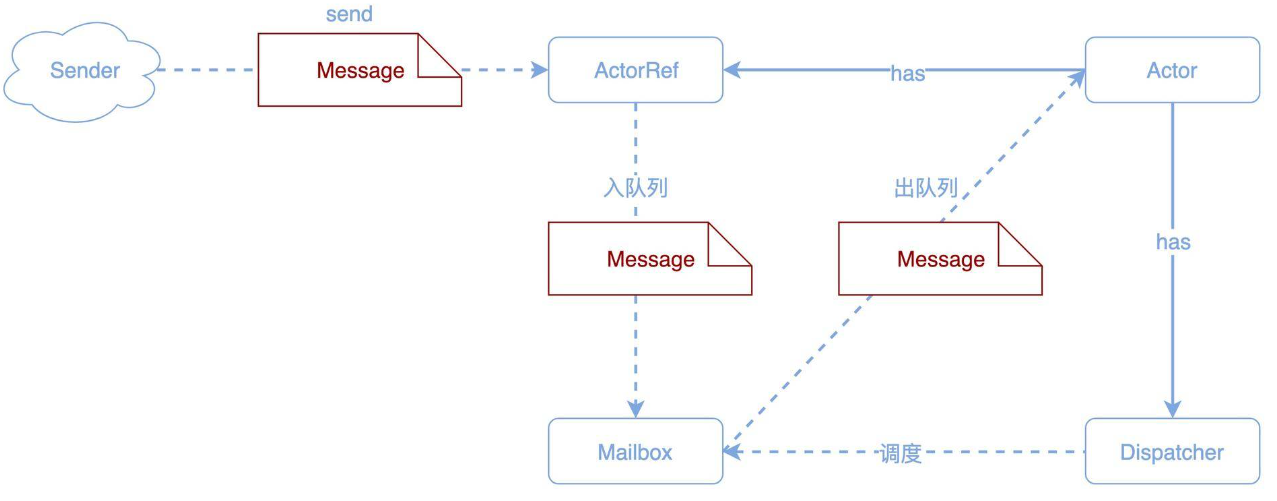 send
Sender
Message
ActorRef
has
Actor
入队列
出队列
Message
Message
has
Mailbox
调度
Dispatcher